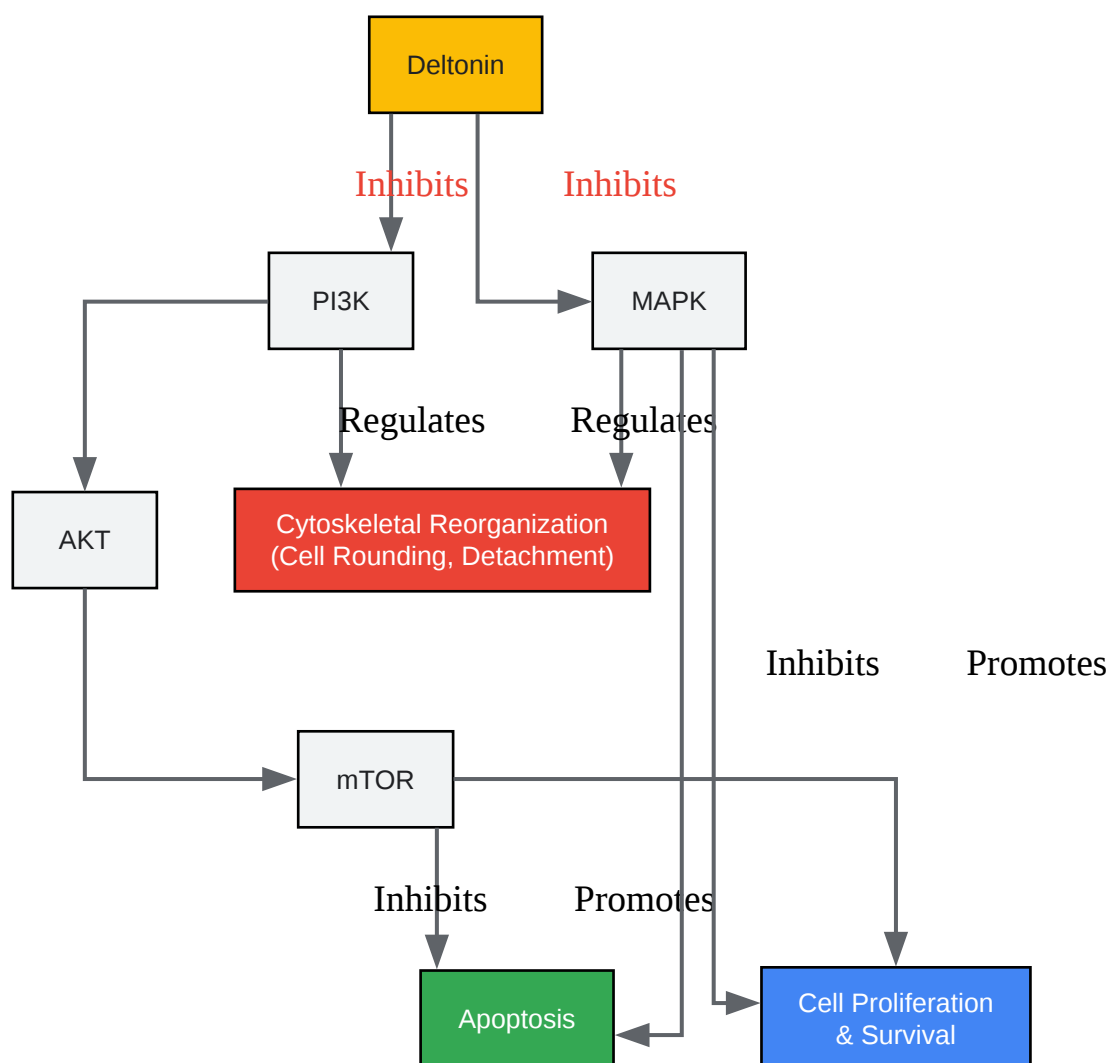 Deltonin
Inhibits
Inhibits
PI3K
MAPK
Regulates
Regulates
AKT
Cytoskeletal Reorganization
(Cell Rounding, Detachment)
Inhibits
Promotes
mTOR
Inhibits
Promotes
Apoptosis
Cell Proliferation
& Survival